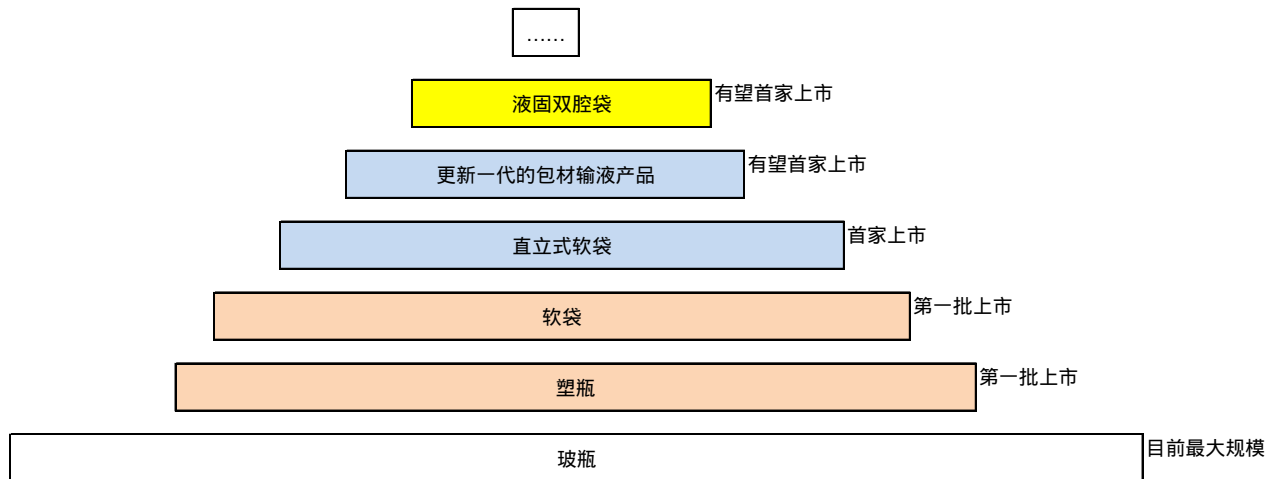 ……
液固双腔袋
有望首家上市
更新一代的包材输液产品
有望首家上市
直立式软袋
首家上市
软袋
第一批上市
塑瓶
第一批上市
玻瓶
目前最大规模